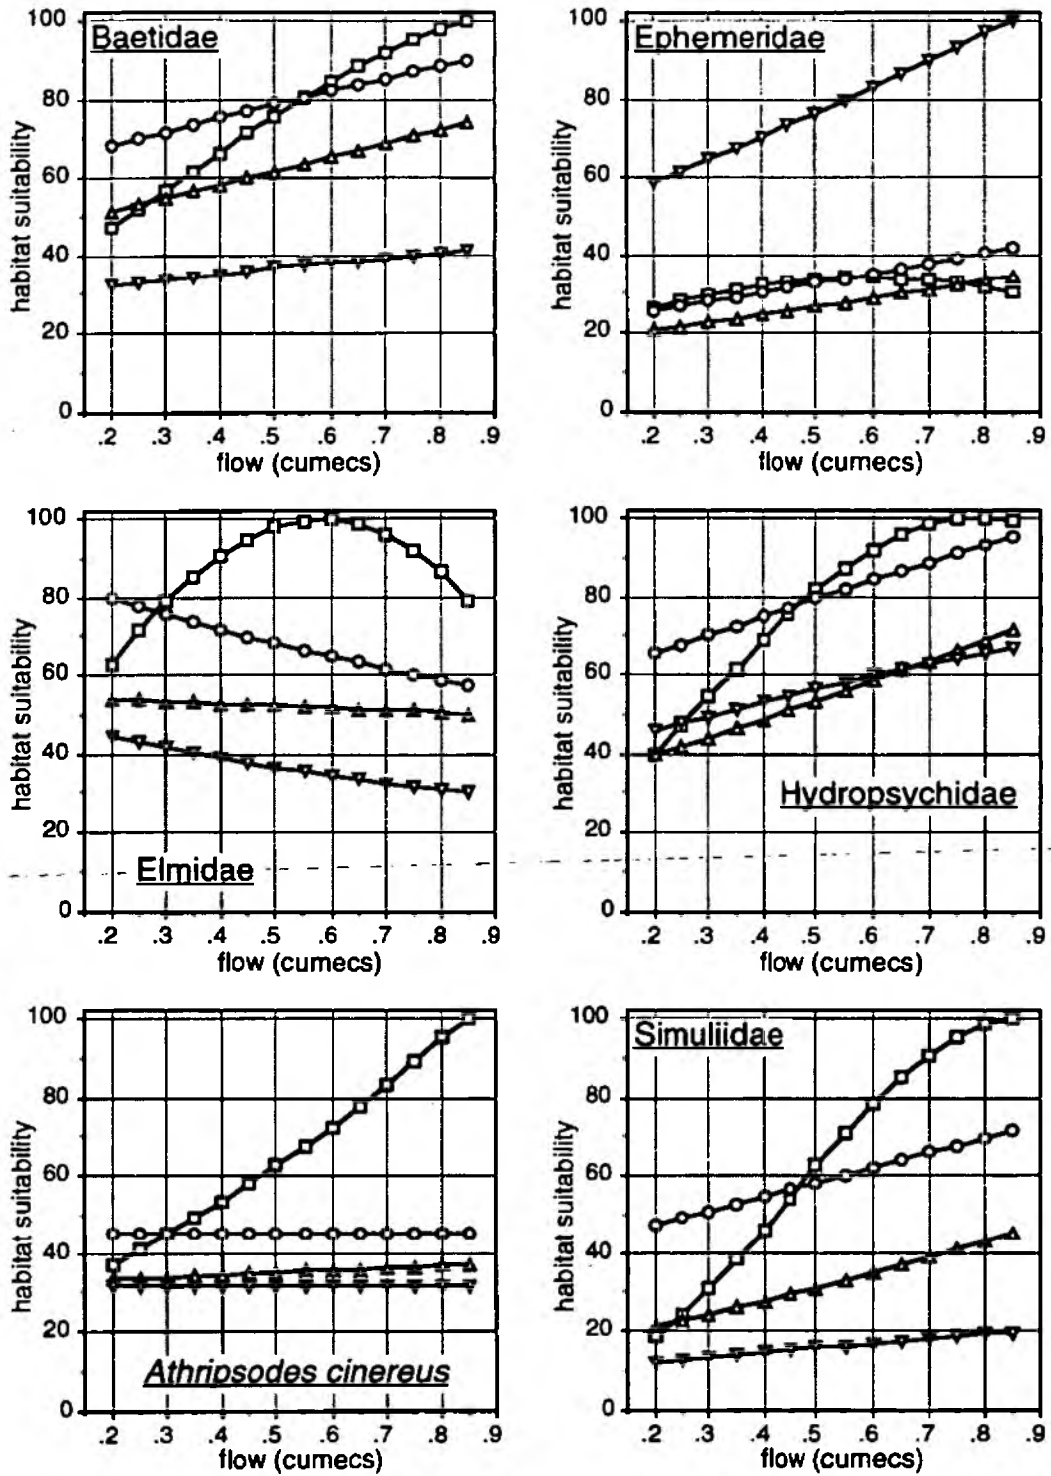 Baetidae
habitat suitability
100
80
60
40
20
0
.2 .3 .4 .5 .6 .7 .8 .9
flow (cumecs)
Ephemeridae
habitat suitability
100
80
60
40
20
0
.2 .3 .4 .5 .6 .7 .8 .9
flow (cumecs)
Elmidae
habitat suitability
100
80
60
40
20
0
.2 .3 .4 .5 .6 .7 .8 .9
flow (cumecs)
Hydropsychidae
habitat suitability
100
80
60
40
20
0
.2 .3 .4 .5 .6 .7 .8 .9
flow (cumecs)
Athripsodes cinereus
habitat suitability
100
80
60
40
20
0
.2 .3 .4 .5 .6 .7 .8 .9
flow (cumecs)
Simuliidae
habitat suitability
100
80
60
40
20
0
.2 .3 .4 .5 .6 .7 .8 .9
flow (cumecs)